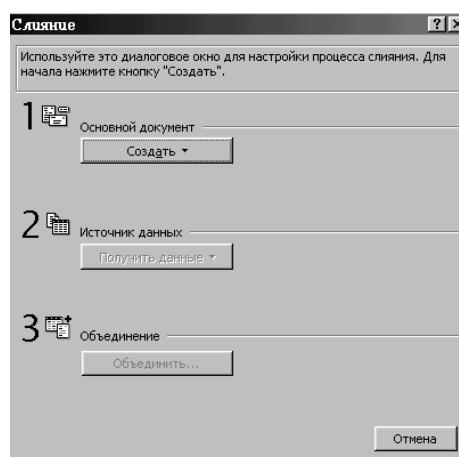 Слияние
Используйте это диалоговое окно для настройки процесса слияния. Для
начала нажмите кнопку "Создать".
1
Основной документ
Создать
2
Источник данных
Получить данные
3
Объединение
Объединить...
Отмена